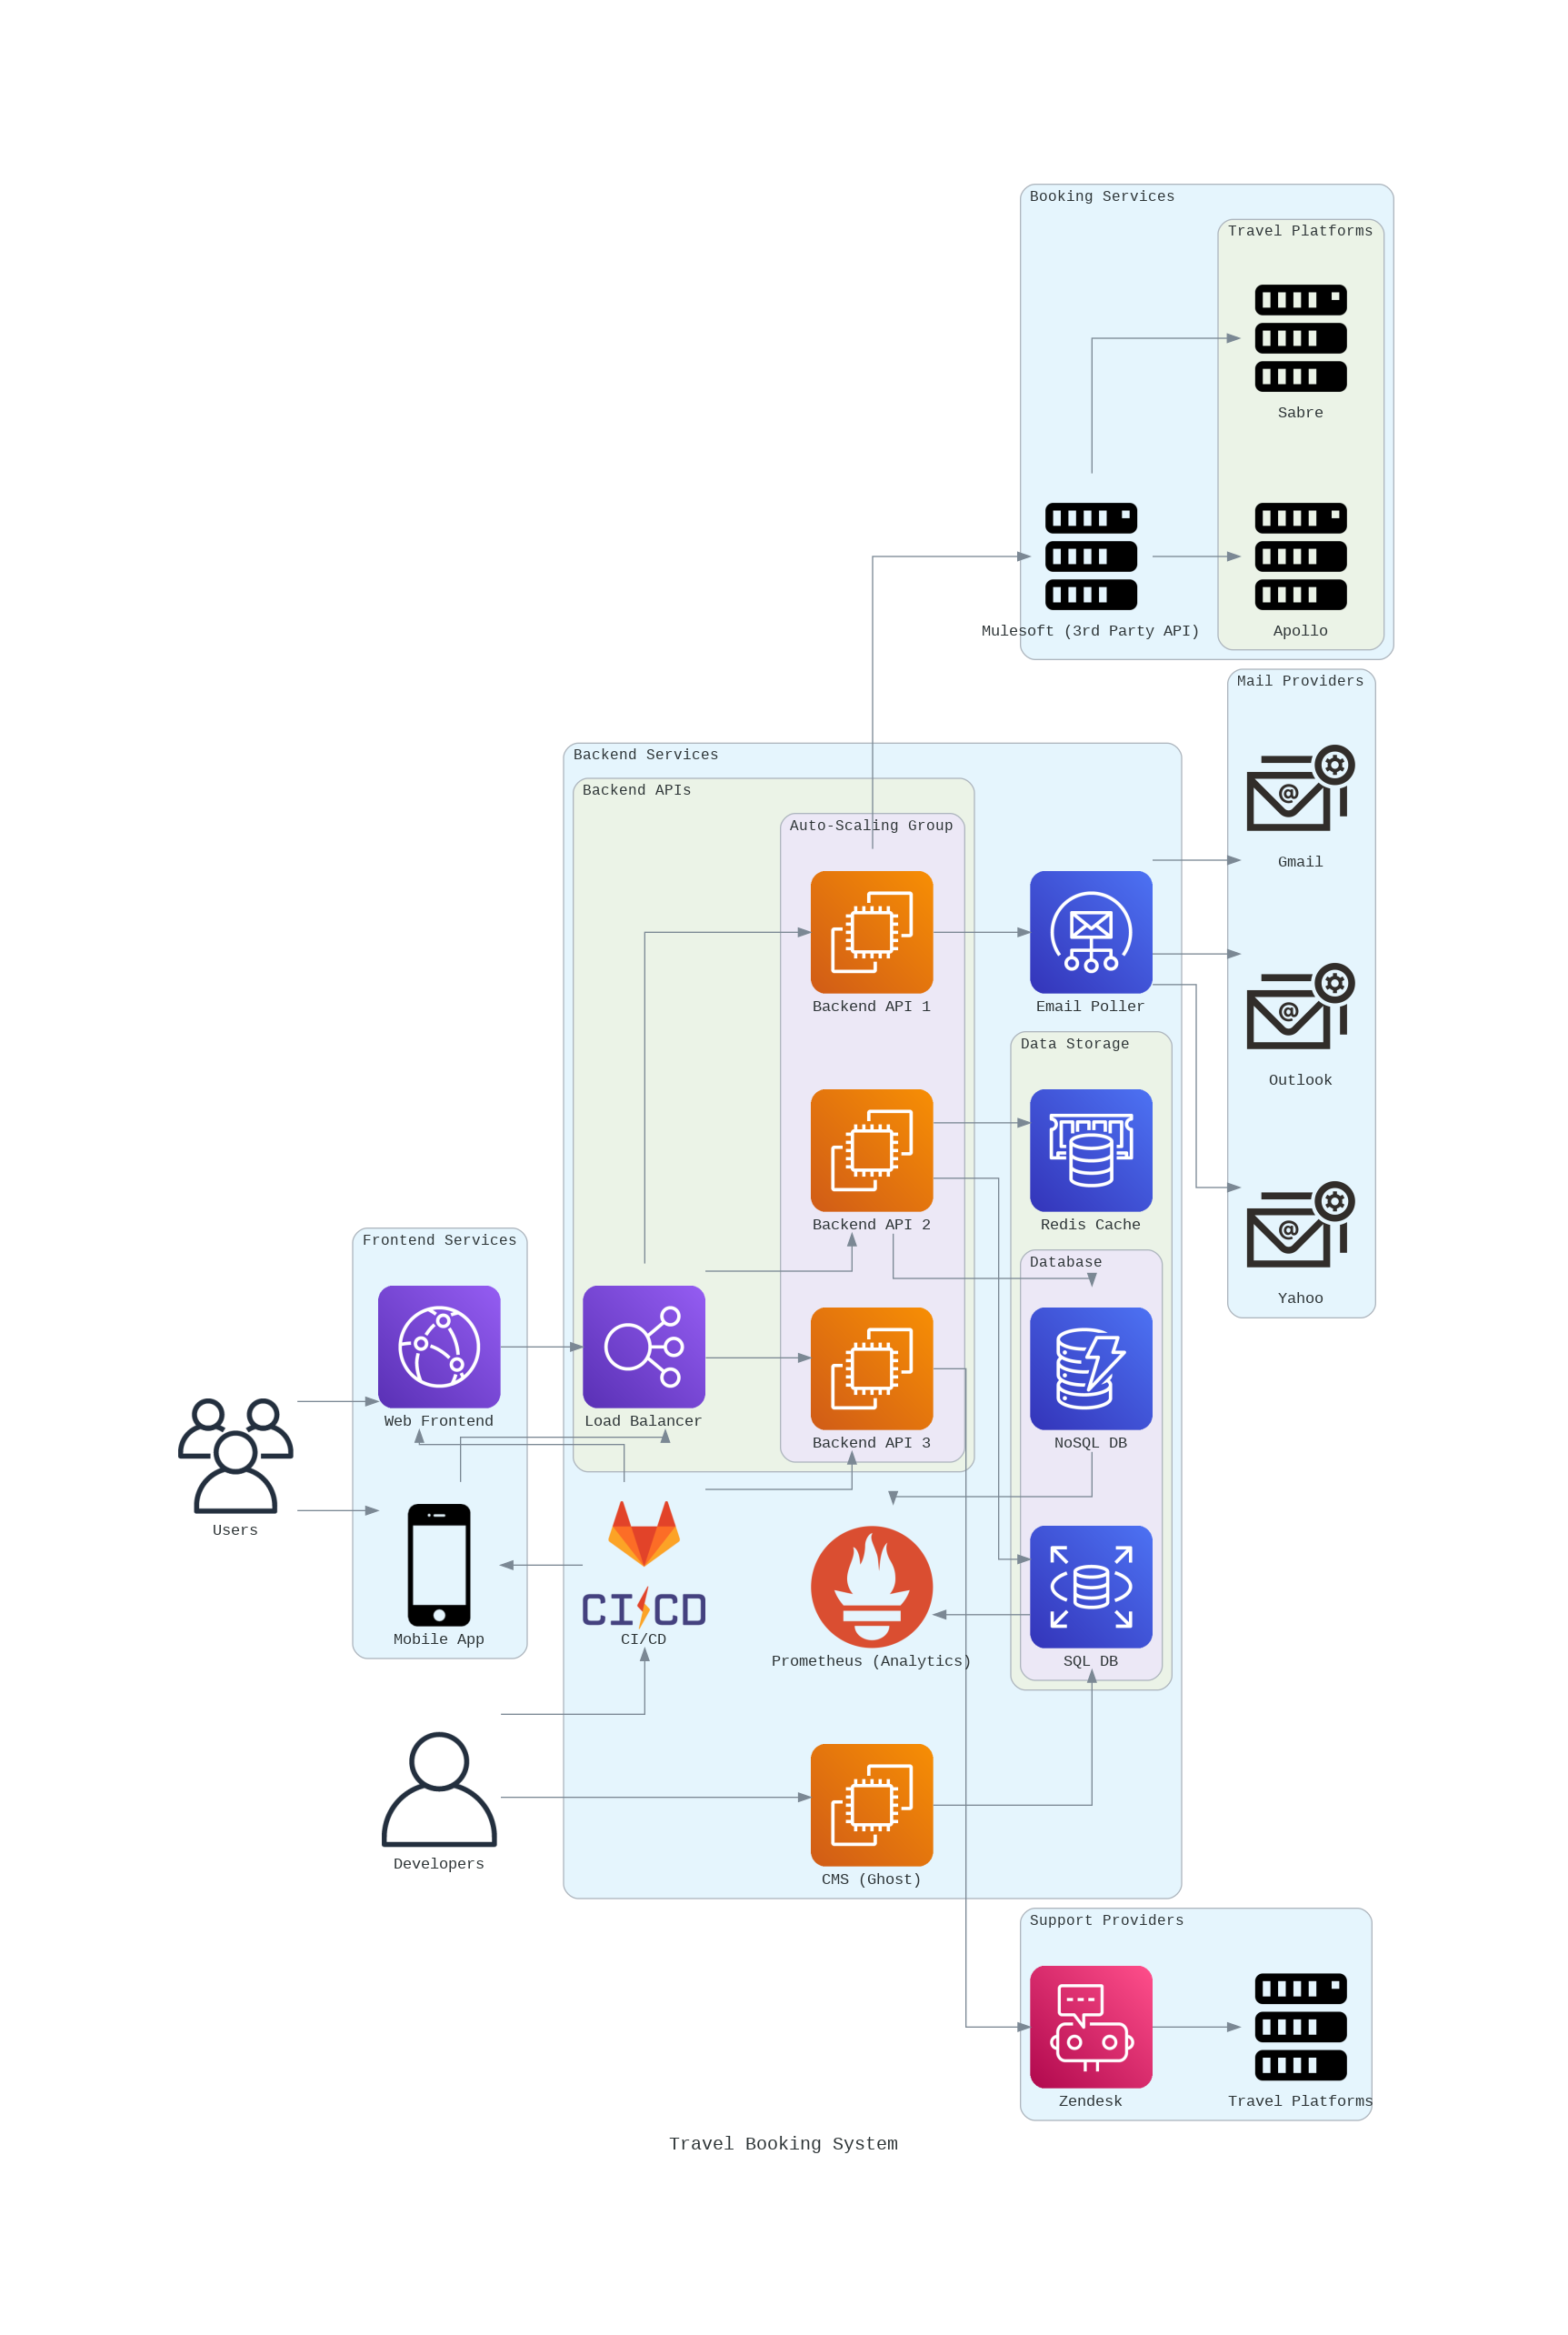 Booking Services
Travel Platforms
Sabre
Mulesoft (3rd Party API)
Apollo
Mail Providers
@
Gmail
@
Outlook
@
Yahoo
Backend Services
Backend APIs
Auto-Scaling Group
Backend API 1
Email Poller
Data Storage
Backend API 2
Redis Cache
Database
Frontend Services
Web Frontend
Load Balancer
Backend API 3
NoSQL DB
Users
Mobile App
CI CD
CI/CD
Prometheus (Analytics)
SQL DB
Developers
CMS (Ghost)
Support Providers
Zendesk
Travel Platforms
Travel Booking System